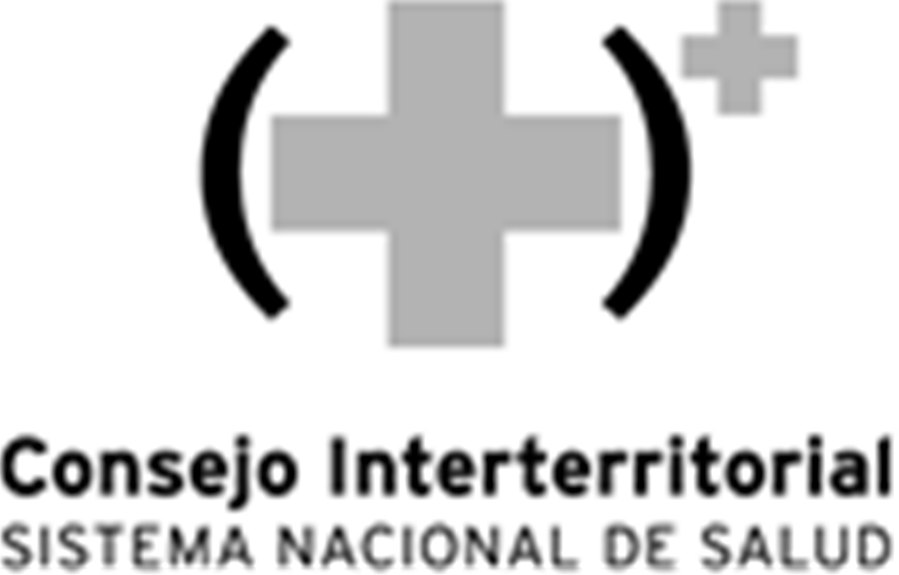 Consejo Interterritorial
SISTEMA NACIONAL DE SALUD